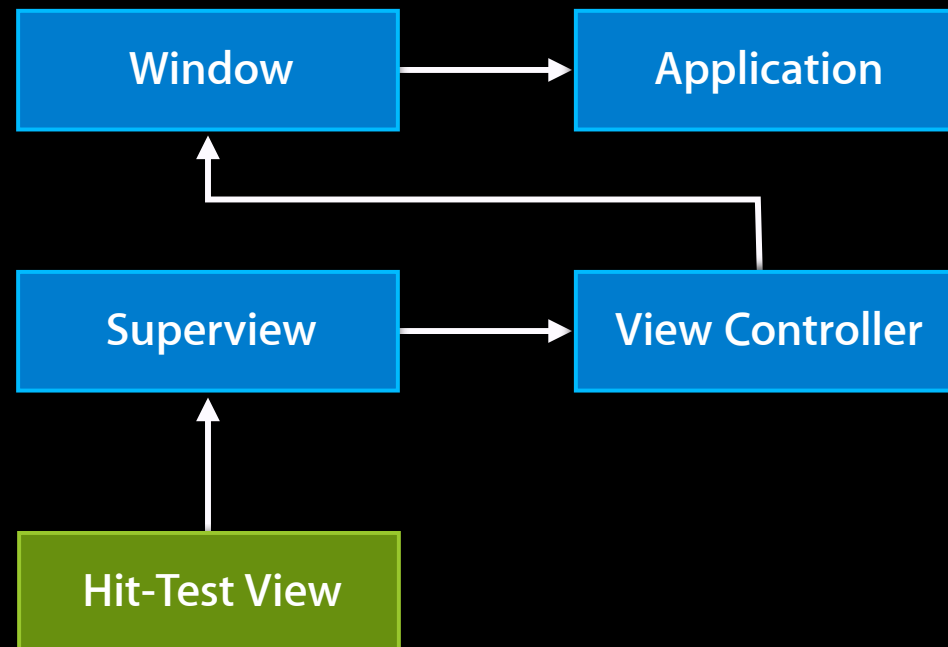 Window
Application
Superview
View Controller
Hit-Test View